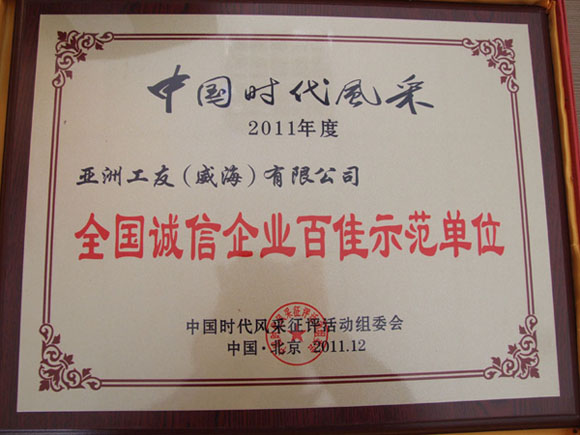 中国时代风采
2011年度
亚洲工友（威海）有限公司
全国诚信企业百佳示范单位
中国时代风采征评活动组委会
中国·北京 2011.12